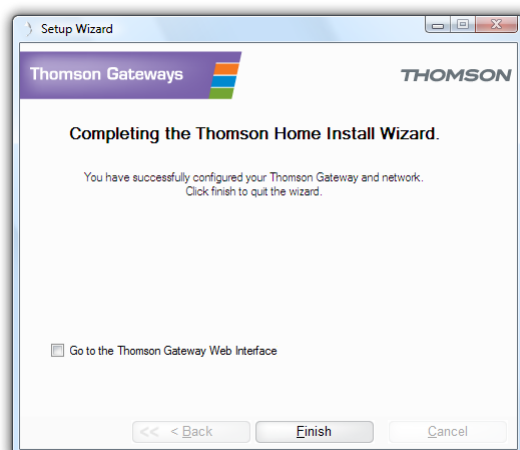 Setup Wizard
Thomson Gateways
THOMSON
Completing the Thomson Home Install Wizard.
You have successfully configured your Thomson Gateway and network.
Click finish to quit the wizard.
Go to the Thomson Gateway Web Interface
<< < Back
Finish
Cancel